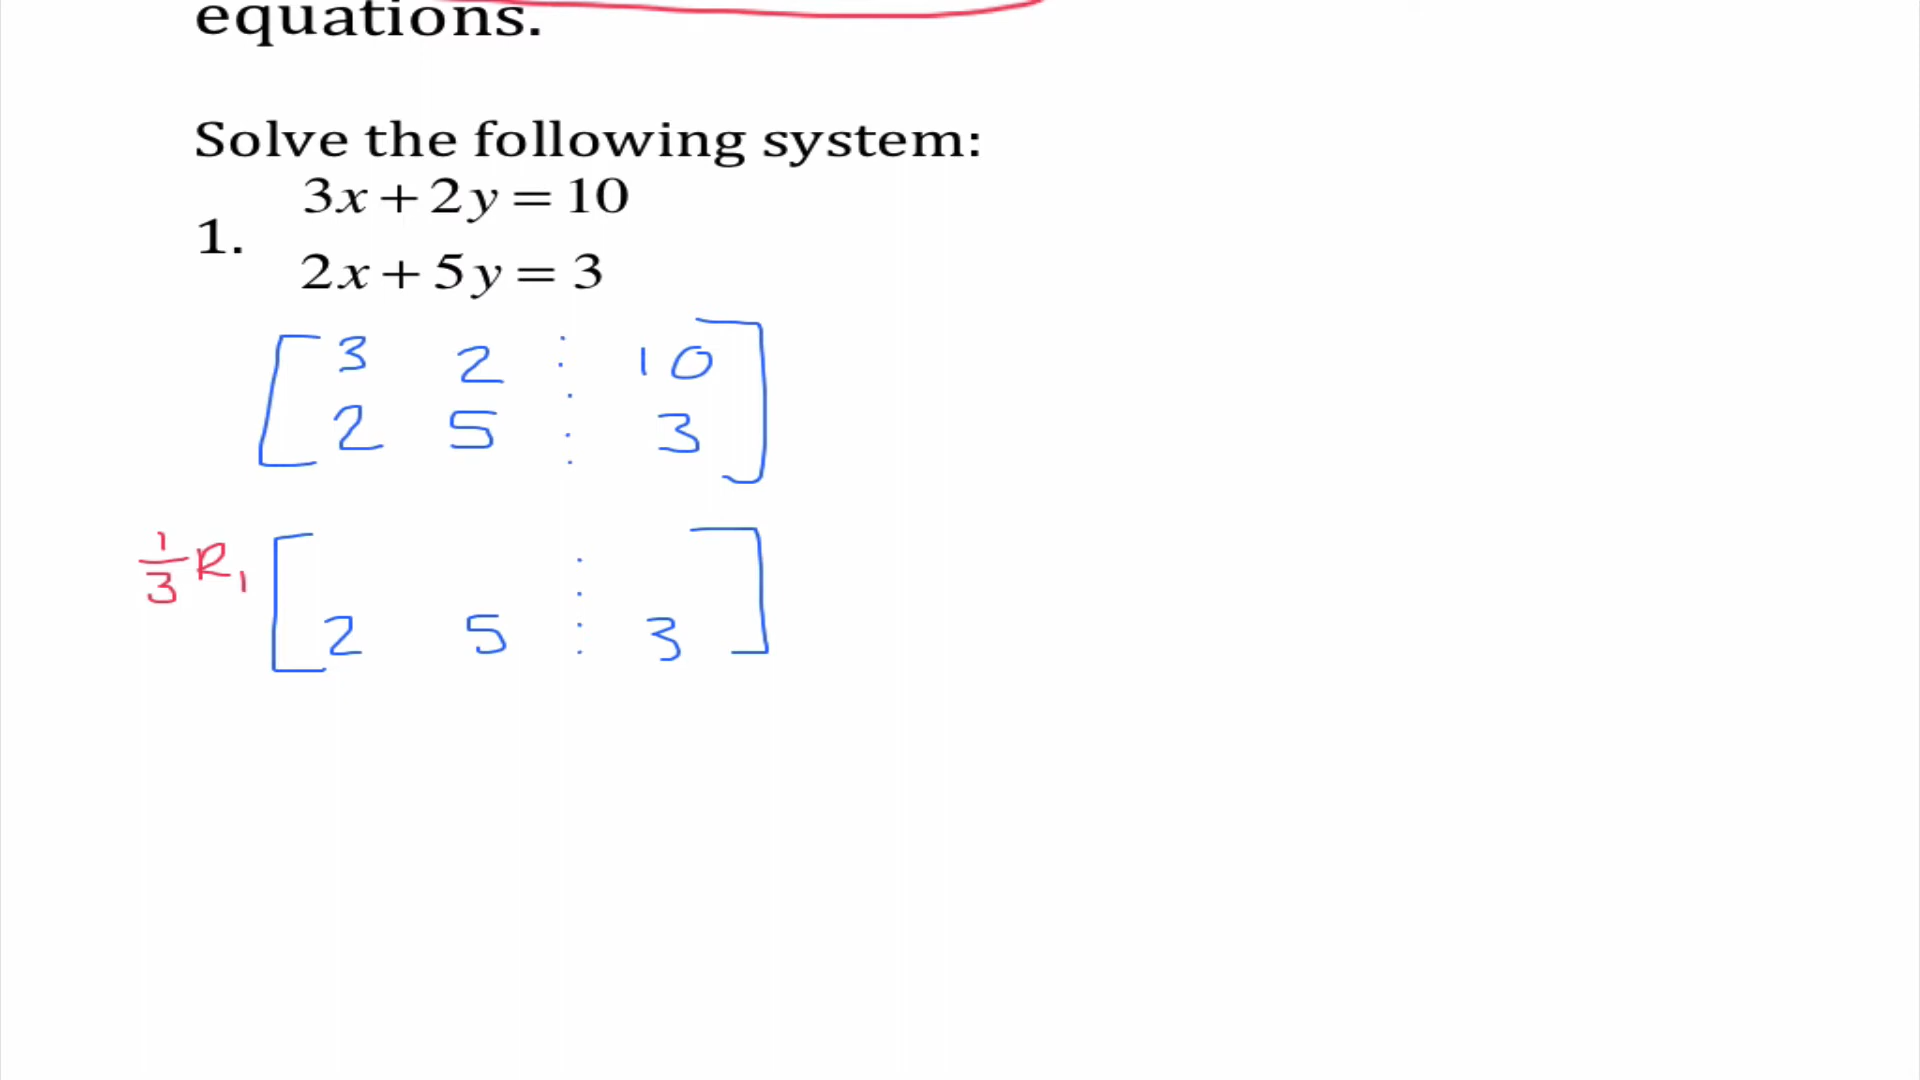 equations.
Solve the following system:
3x + 2y = 10
1.
2x + 5y = 3
3 2 ⋮ 10
2 5 ⋮ 3
1/3 R₁
2 5 ⋮ 3